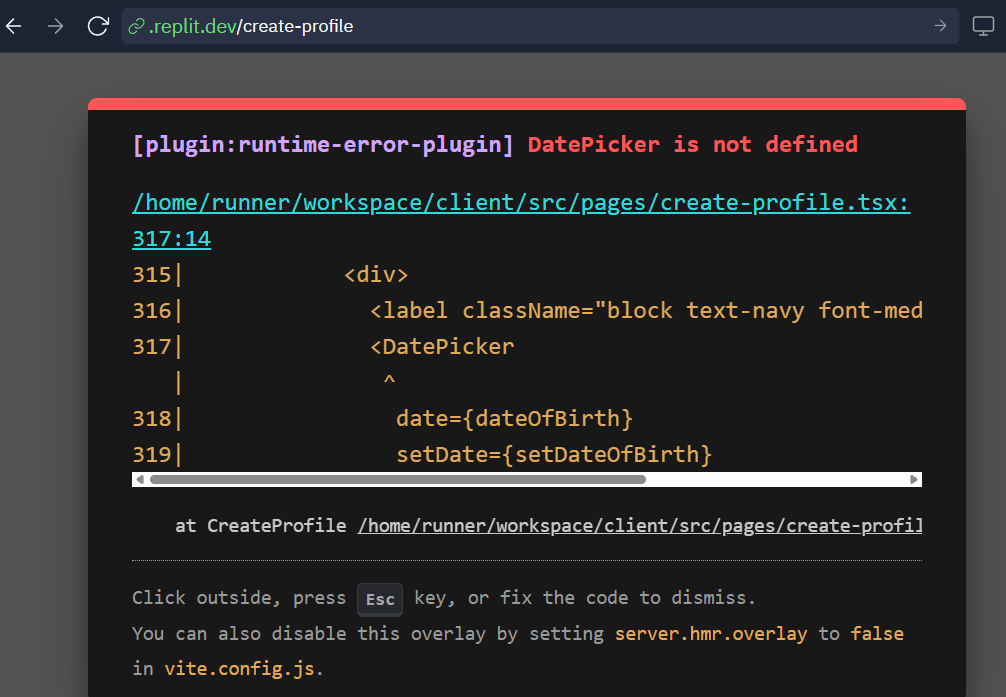 .replit.dev/create-profile
[plugin:runtime-error-plugin] DatePicker is not defined
/home/runner/workspace/client/src/pages/create-profile.tsx:
317:14
315|            <div>
316|              <label className="block text-navy font-med
317|              <DatePicker
   |               ^
318|                date={dateOfBirth}
319|                setDate={setDateOfBirth}
at CreateProfile /home/runner/workspace/client/src/pages/create-profil
Click outside, press Esc key, or fix the code to dismiss.
You can also disable this overlay by setting server.hmr.overlay to false
in vite.config.js.